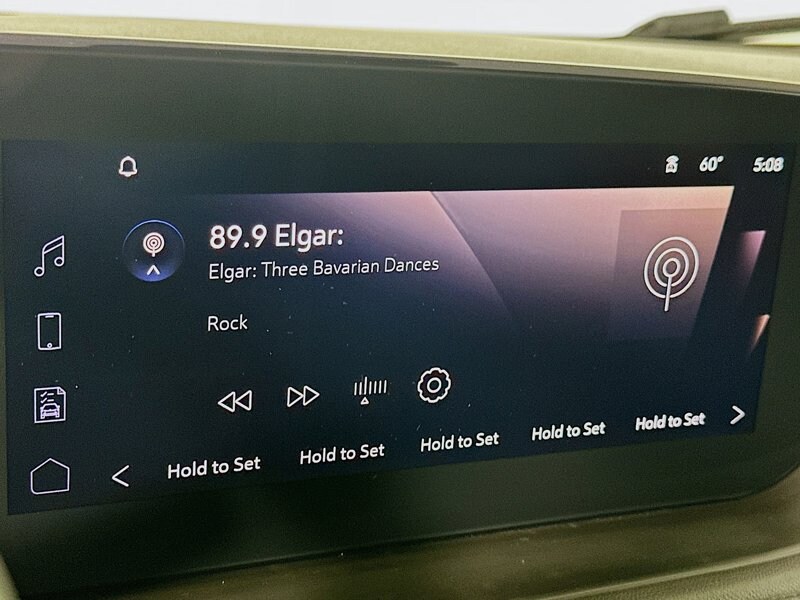 60° 5:08
89.9 Elgar:
Elgar: Three Bavarian Dances
Rock
Hold to Set Hold to Set Hold to Set Hold to Set Hold to Set